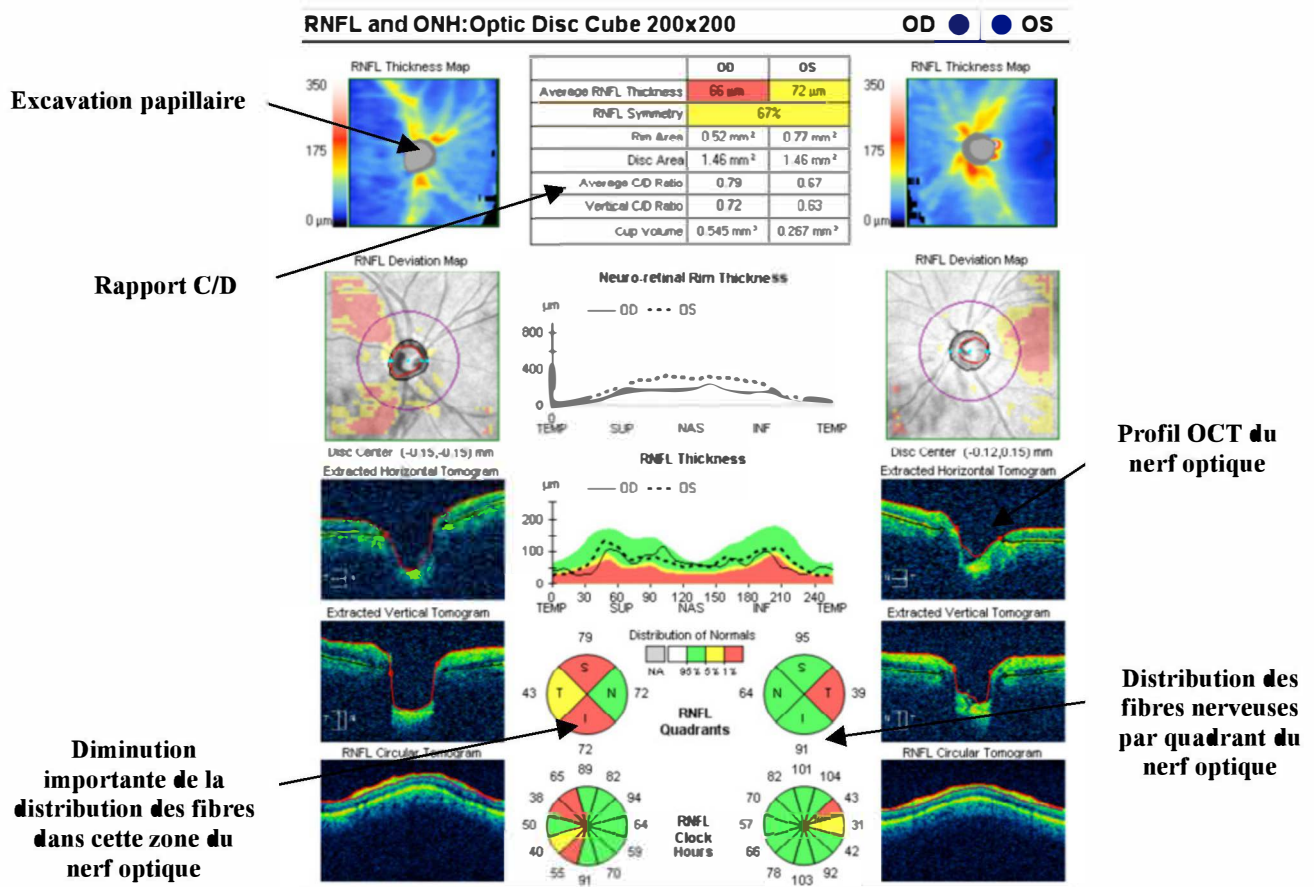 RNFL and ONH:Optic Disc Cube 200x200
OD
OS
RNFL Thickness Map
350
175
0 µm
Excavation papillaire
OD OS
Average RNFL Thickness 66 µm 72 µm
RNFL Symmetry 67%
Rim Area 0.52 mm² 0.77 mm²
Disc Area 1.46 mm² 1.46 mm²
Average C/D Ratio 0.79 0.67
Vertical C/D Ratio 0.72 0.63
Cup Volume 0.545 mm³ 0.267 mm³
RNFL Thickness Map
350
175
0 µm
Rapport C/D
RNFL Deviation Map
Disc Center (-0.15,-0.15) mm
Neuro-retinal Rim Thickness
µm
OD OS
800
400
0
0
TEMP SUP NAS INF TEMP
RNFL Deviation Map
Disc Center (-0.12,0.15) mm
Profil OCT du
nerf optique
Extracted Horizontal Tomogram
RNFL Thickness
µm
OD OS
200
100
0
0 30 60 90 120 150 180 210 240
TEMP SUP NAS INF TEMP
Extracted Horizontal Tomogram
Extracted Vertical Tomogram
79
S
43 T N 72
I
72
Distribution of Normals
NA 95% 5% 1%
RNFL
Quadrants
95
S
64 N T 39
I
91
Extracted Vertical Tomogram
Distribution des
fibres nerveuses
par quadrant du
nerf optique
Diminution
importante de la
distribution des fibres
dans cette zone du
nerf optique
RNFL Circular Tomogram
89
65 82
38 94
50 64
40 59
55 70
91
RNFL
Clock
Hours
101
82 104
70 43
57 31
66 42
78 92
103
RNFL Circular Tomogram